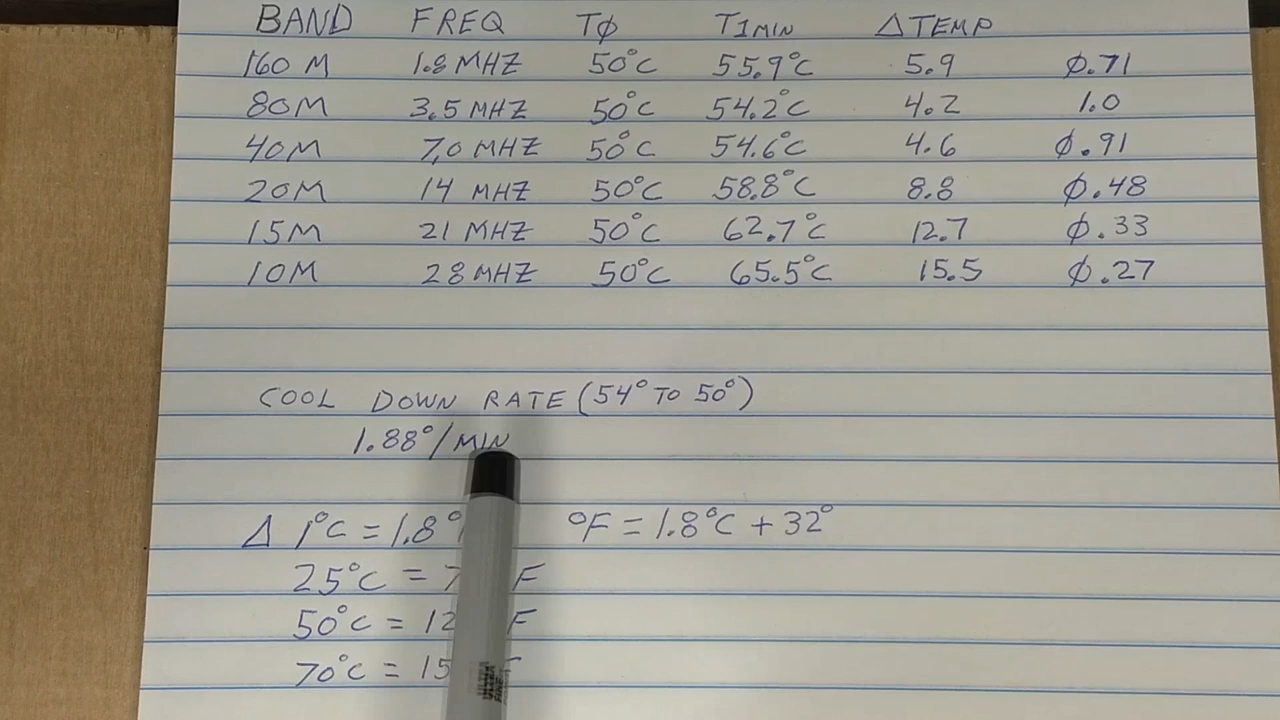 BAND FREQ TØ T1MIN ΔTEMP
160 M 1.8 MHZ 50°C 55.9°C 5.9 Ø.71
80M 3.5 MHZ 50°C 54.2°C 4.2 1.0
40M 7.0 MHZ 50°C 54.6°C 4.6 Ø.91
20M 14 MHZ 50°C 58.8°C 8.8 Ø.48
15M 21 MHZ 50°C 62.7°C 12.7 Ø.33
10M 28 MHZ 50°C 65.5°C 15.5 Ø.27
COOL DOWN RATE (54° TO 50°)
1.88°/MIN
Δ 1°C = 1.8° °F = 1.8°C + 32°
25°C = 7 F
50°C = 12 F
70°C = 15